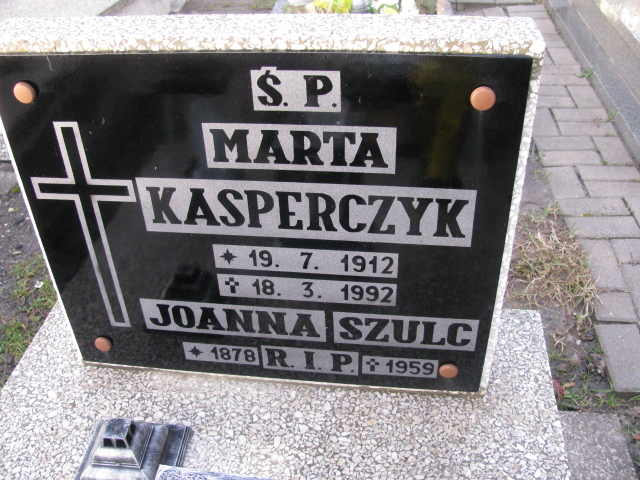 Ś. P.
MARTA
KASPERCZYK
✶ 19. 7. 1912
✝ 18. 3. 1992
JOANNA SZULC
✶ 1878 R. I. P. ✝ 1959